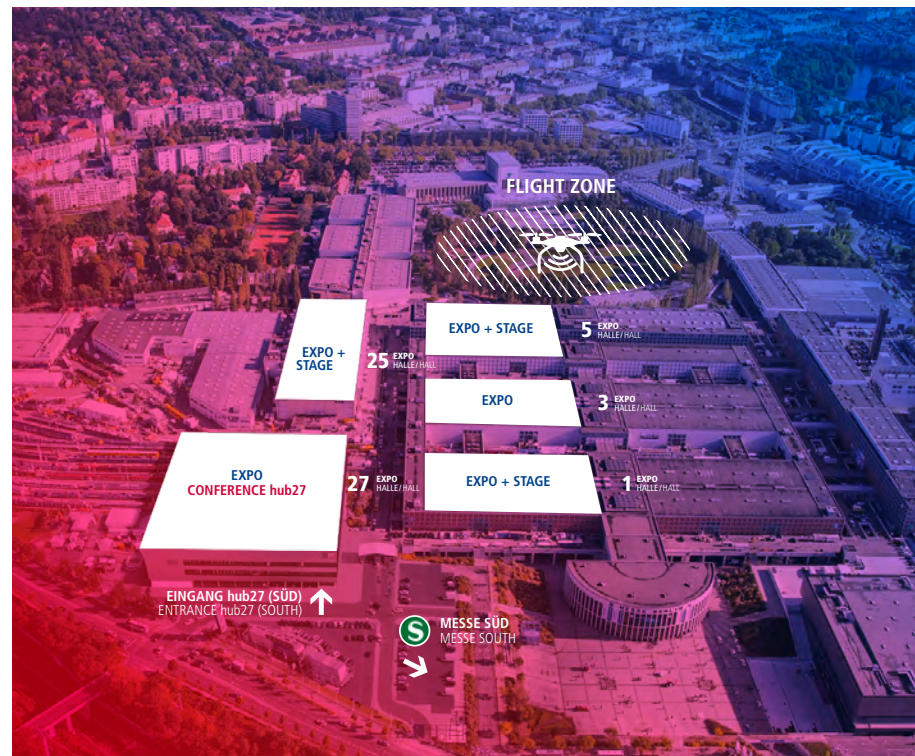 FLIGHT ZONE
EXPO + STAGE
5 EXPO
HALLE/HALL
EXPO +
STAGE
25 EXPO
HALLE/HALL
EXPO
3 EXPO
HALLE/HALL
EXPO
CONFERENCE hub27
27 EXPO
HALLE/HALL
EXPO + STAGE
1 EXPO
HALLE/HALL
EINGANG hub27 (SÜD)
ENTRANCE hub27 (SOUTH)
S
MESSE SÜD
MESSE SOUTH